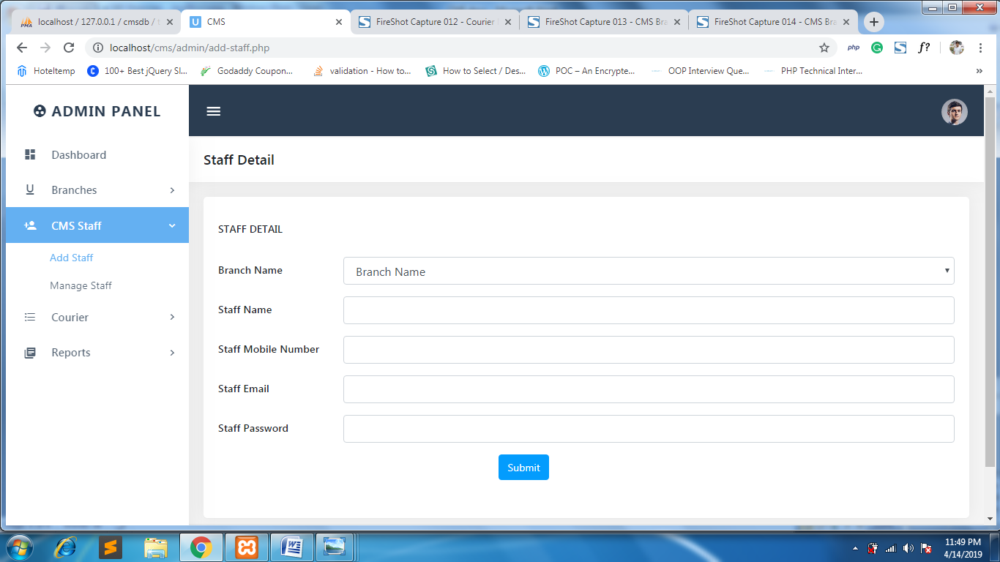 localhost / 127.0.0.1 / cmsdb /
CMS
FireShot Capture 012 - Courier
FireShot Capture 013 - CMS Bra
FireShot Capture 014 - CMS Bra
localhost/cms/admin/add-staff.php
php
f?
Hoteltemp
100+ Best jQuery Sl...
Godaddy Coupon...
validation - How to...
How to Select / Des...
POC – An Encrypte...
OOP Interview Que...
PHP Technical Inter...
»
ADMIN PANEL
Dashboard
Branches
CMS Staff
Add Staff
Manage Staff
Courier
Reports
Staff Detail
STAFF DETAIL
Branch Name
Branch Name
Staff Name
Staff Mobile Number
Staff Email
Staff Password
Submit
11:49 PM
4/14/2019